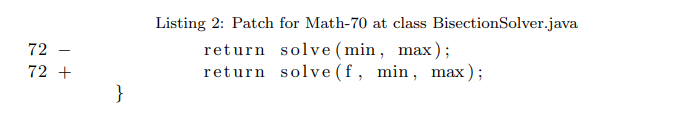 Listing 2: Patch for Math-70 at class BisectionSolver.java
72 - return solve(min, max);
72 + return solve(f, min, max);
}